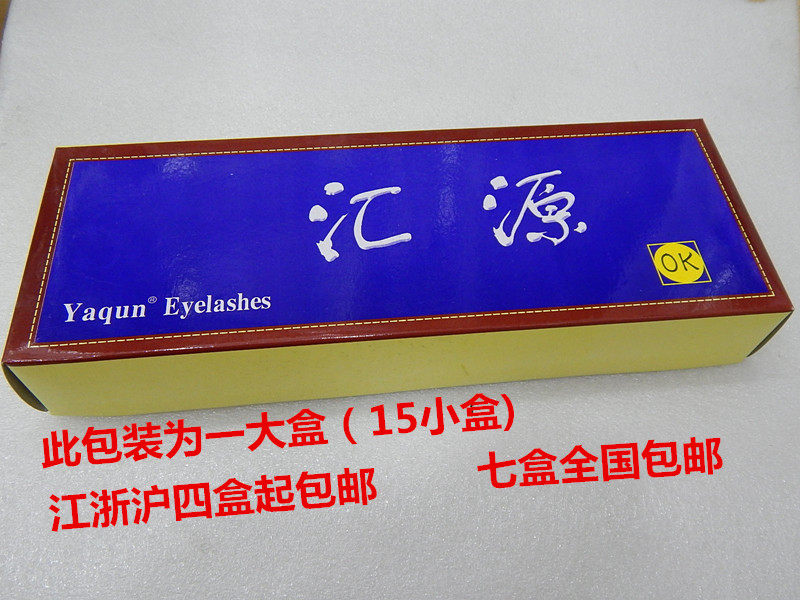 汇源
OK
Yaqun® Eyelashes
此包装为一大盒（15小盒)
江浙沪四盒起包邮
七盒全国包邮